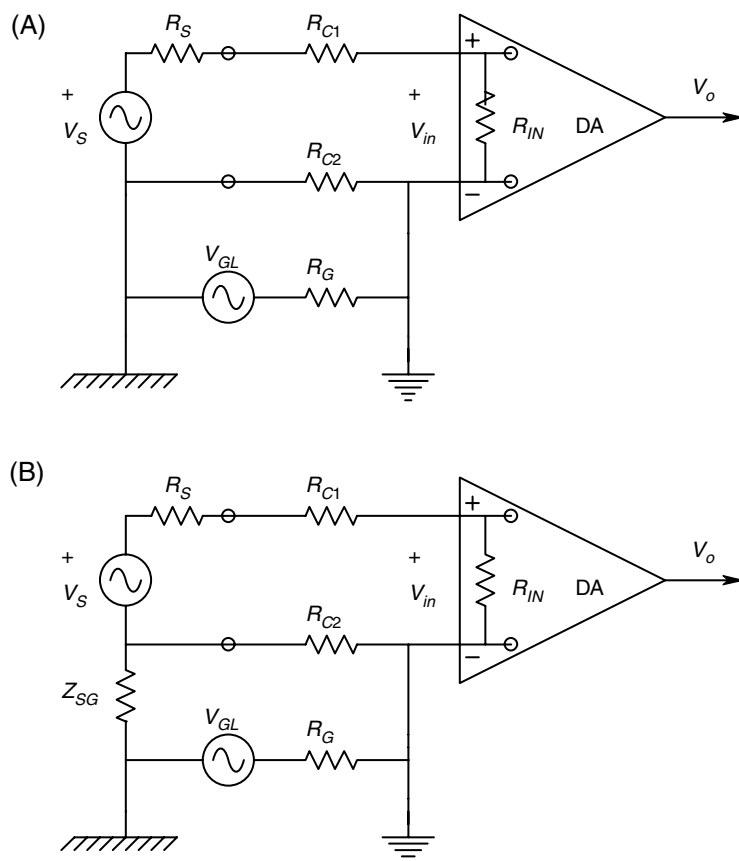 (A)
R_S
R_C1
+
V_S
+
V_in
+
R_IN
DA
V_o
R_C2
−
V_GL
R_G
(B)
R_S
R_C1
+
V_S
+
V_in
+
R_IN
DA
V_o
R_C2
−
Z_SG
V_GL
R_G